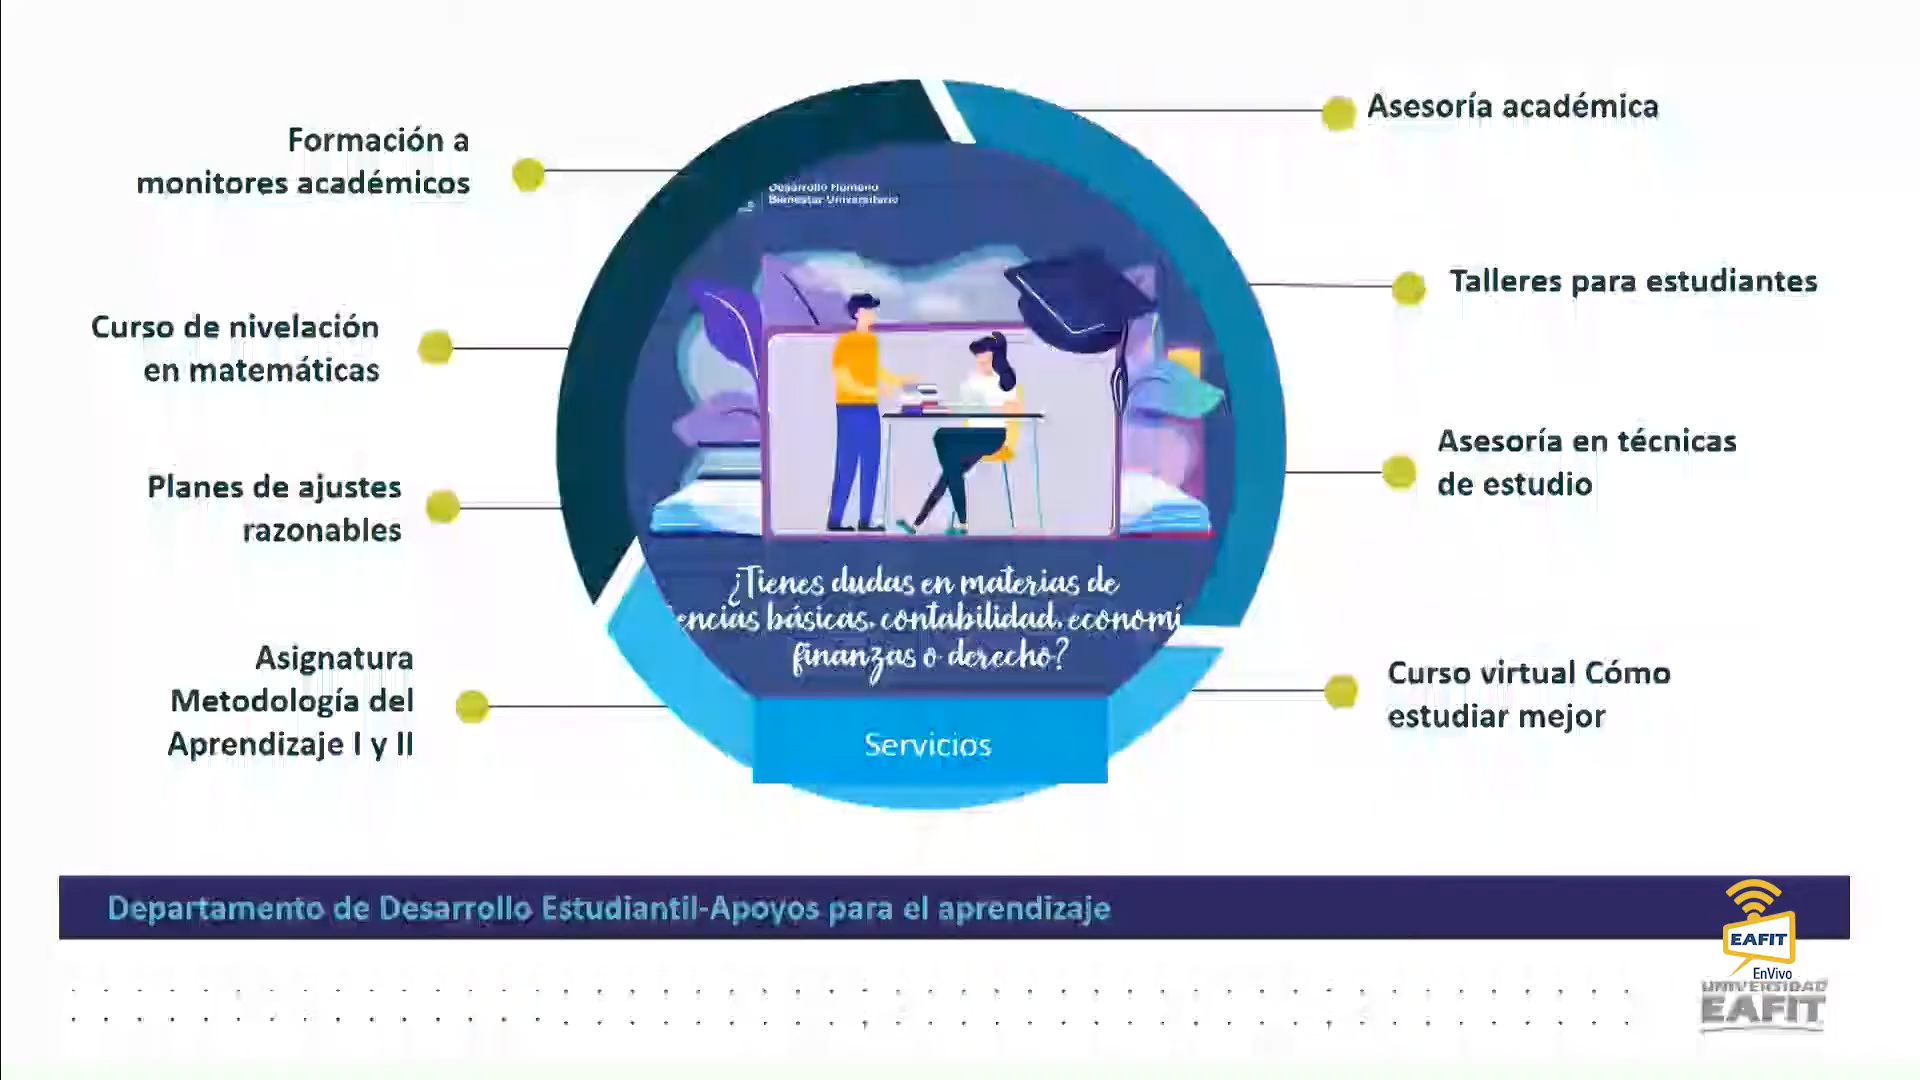 Formación a
monitores académicos
Curso de nivelación
en matemáticas
Planes de ajustes
razonables
Asignatura
Metodología del
Aprendizaje I y II
Desarrollo Humano
Bienestar Universitario
¿Tienes dudas en materias de
encias básicas, contabilidad, economí
finanzas o derecho?
Servicios
Asesoría académica
Talleres para estudiantes
Asesoría en técnicas
de estudio
Curso virtual Cómo
estudiar mejor
Departamento de Desarrollo Estudiantil-Apoyos para el aprendizaje
EAFIT
EnVivo
UNIVERSIDAD
EAFIT